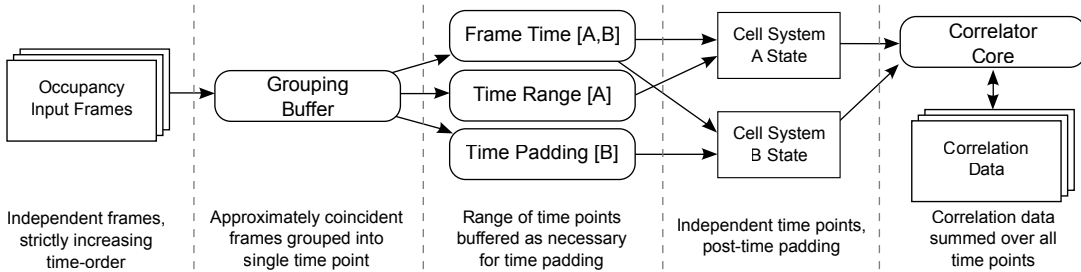 Occupancy
Input Frames
Grouping
Buffer
Frame Time [A,B]
Time Range [A]
Time Padding [B]
Cell System
A State
Cell System
B State
Correlator
Core
Correlation
Data
Independent frames,
strictly increasing
time-order
Approximately coincident
frames grouped into
single time point
Range of time points
buffered as necessary
for time padding
Independent time points,
post-time padding
Correlation data
summed over all
time points